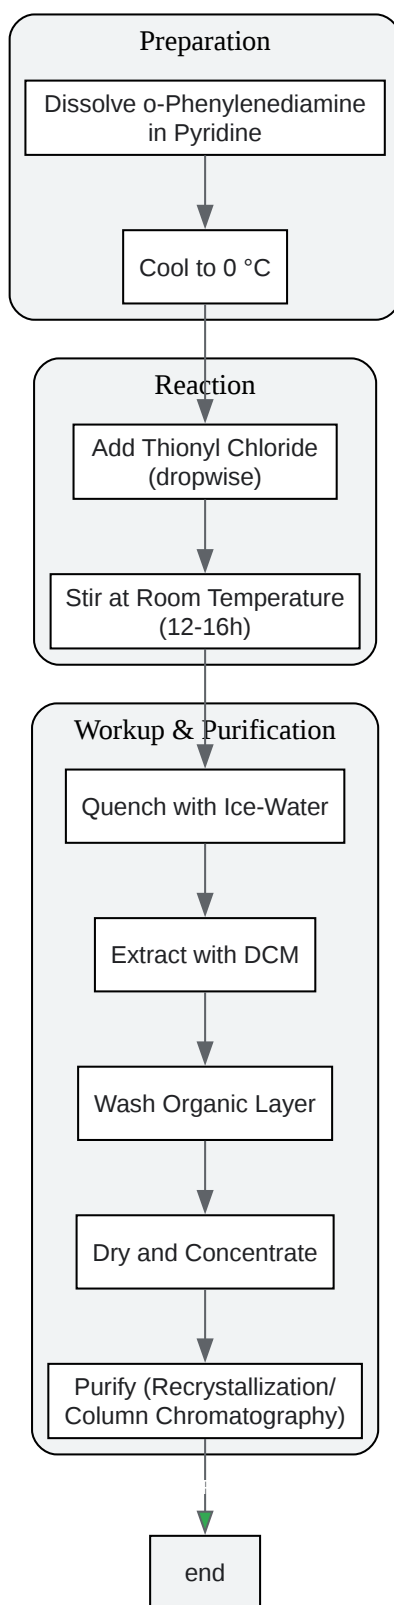 Preparation
Dissolve o-Phenylenediamine
in Pyridine
Cool to 0 °C
Reaction
Add Thionyl Chloride
(dropwise)
Stir at Room Temperature
(12-16h)
Workup & Purification
Quench with Ice-Water
Extract with DCM
Wash Organic Layer
Dry and Concentrate
Purify (Recrystallization/
Column Chromatography)
end